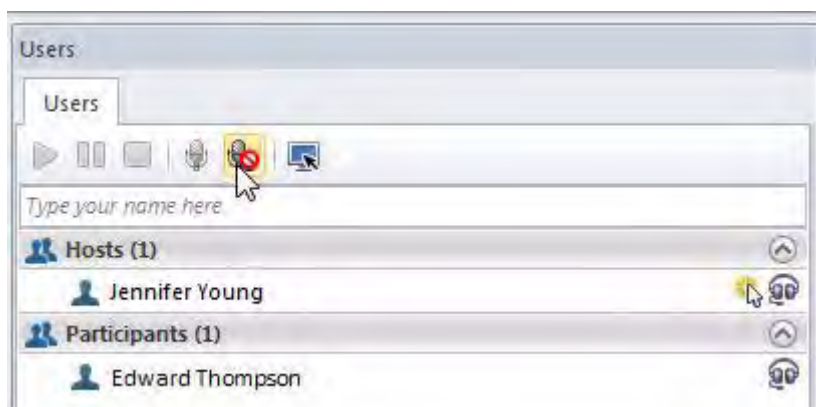 Users
Users
Type your name here
Hosts (1)
Jennifer Young
Participants (1)
Edward Thompson